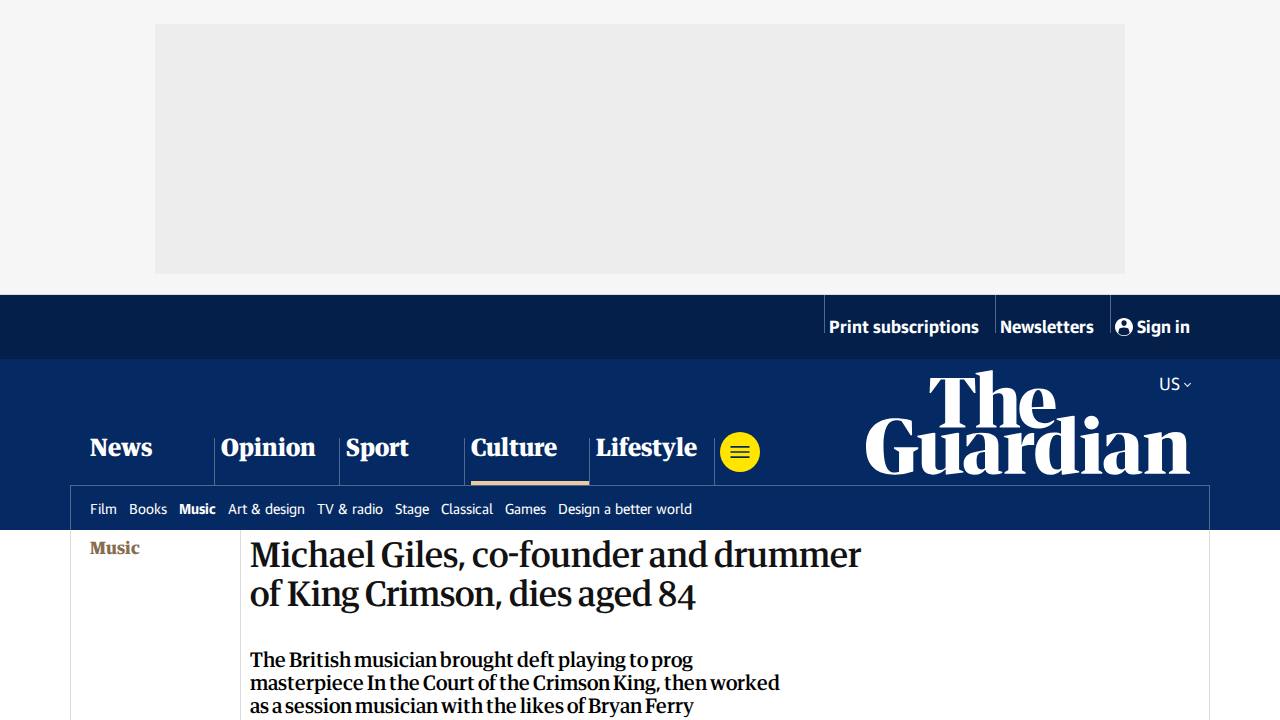 Print subscriptions
Newsletters
Sign in
US
The
Guardian
News
Opinion
Sport
Culture
Lifestyle
Film
Books
Music
Art & design
TV & radio
Stage
Classical
Games
Design a better world
Music
Michael Giles, co-founder and drummer
of King Crimson, dies aged 84
The British musician brought deft playing to prog
masterpiece In the Court of the Crimson King, then worked
as a session musician with the likes of Bryan Ferry